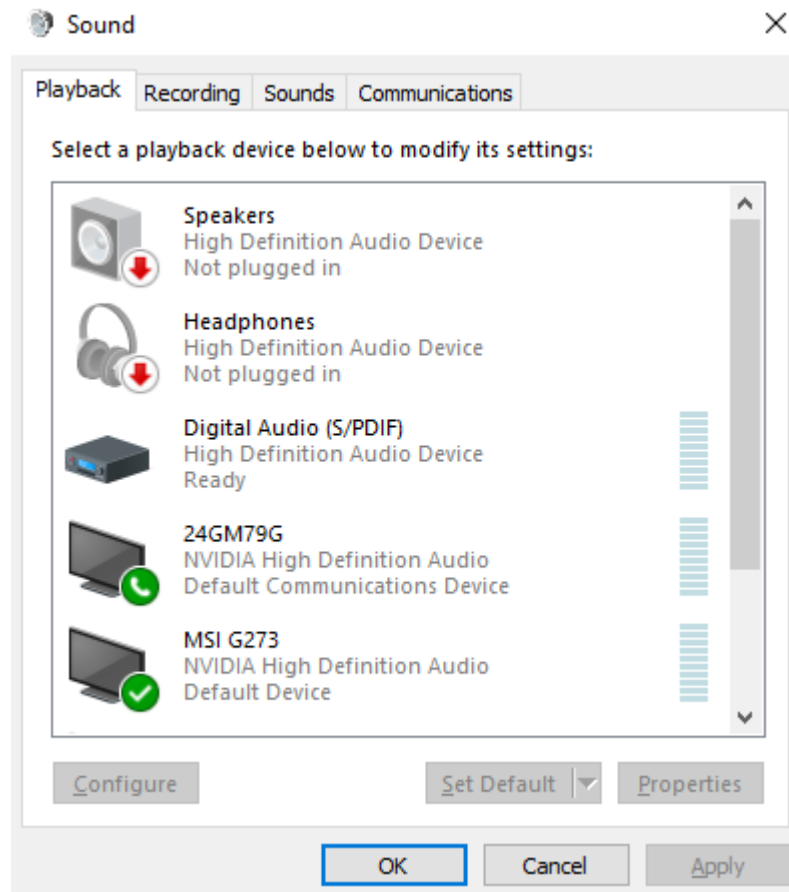 Sound
Playback Recording Sounds Communications
Select a playback device below to modify its settings:
Speakers
High Definition Audio Device
Not plugged in
Headphones
High Definition Audio Device
Not plugged in
Digital Audio (S/PDIF)
High Definition Audio Device
Ready
24GM79G
NVIDIA High Definition Audio
Default Communications Device
MSI G273
NVIDIA High Definition Audio
Default Device
Configure Set Default Properties
OK Cancel Apply